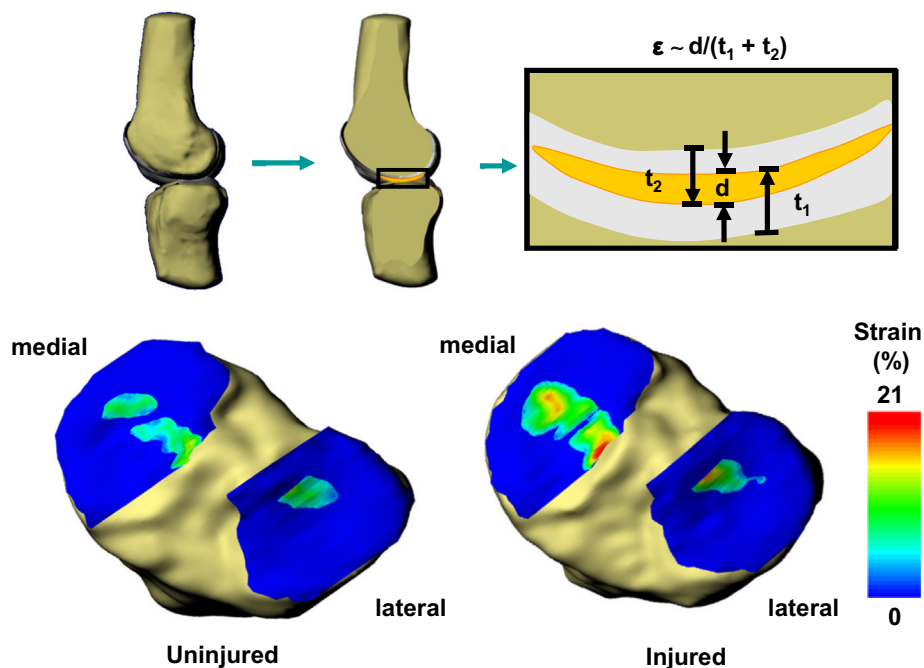 ε ~ d/(t₁ + t₂)
t₂
d
t₁
medial
medial
Strain
(%)
21
0
lateral
lateral
Uninjured
Injured